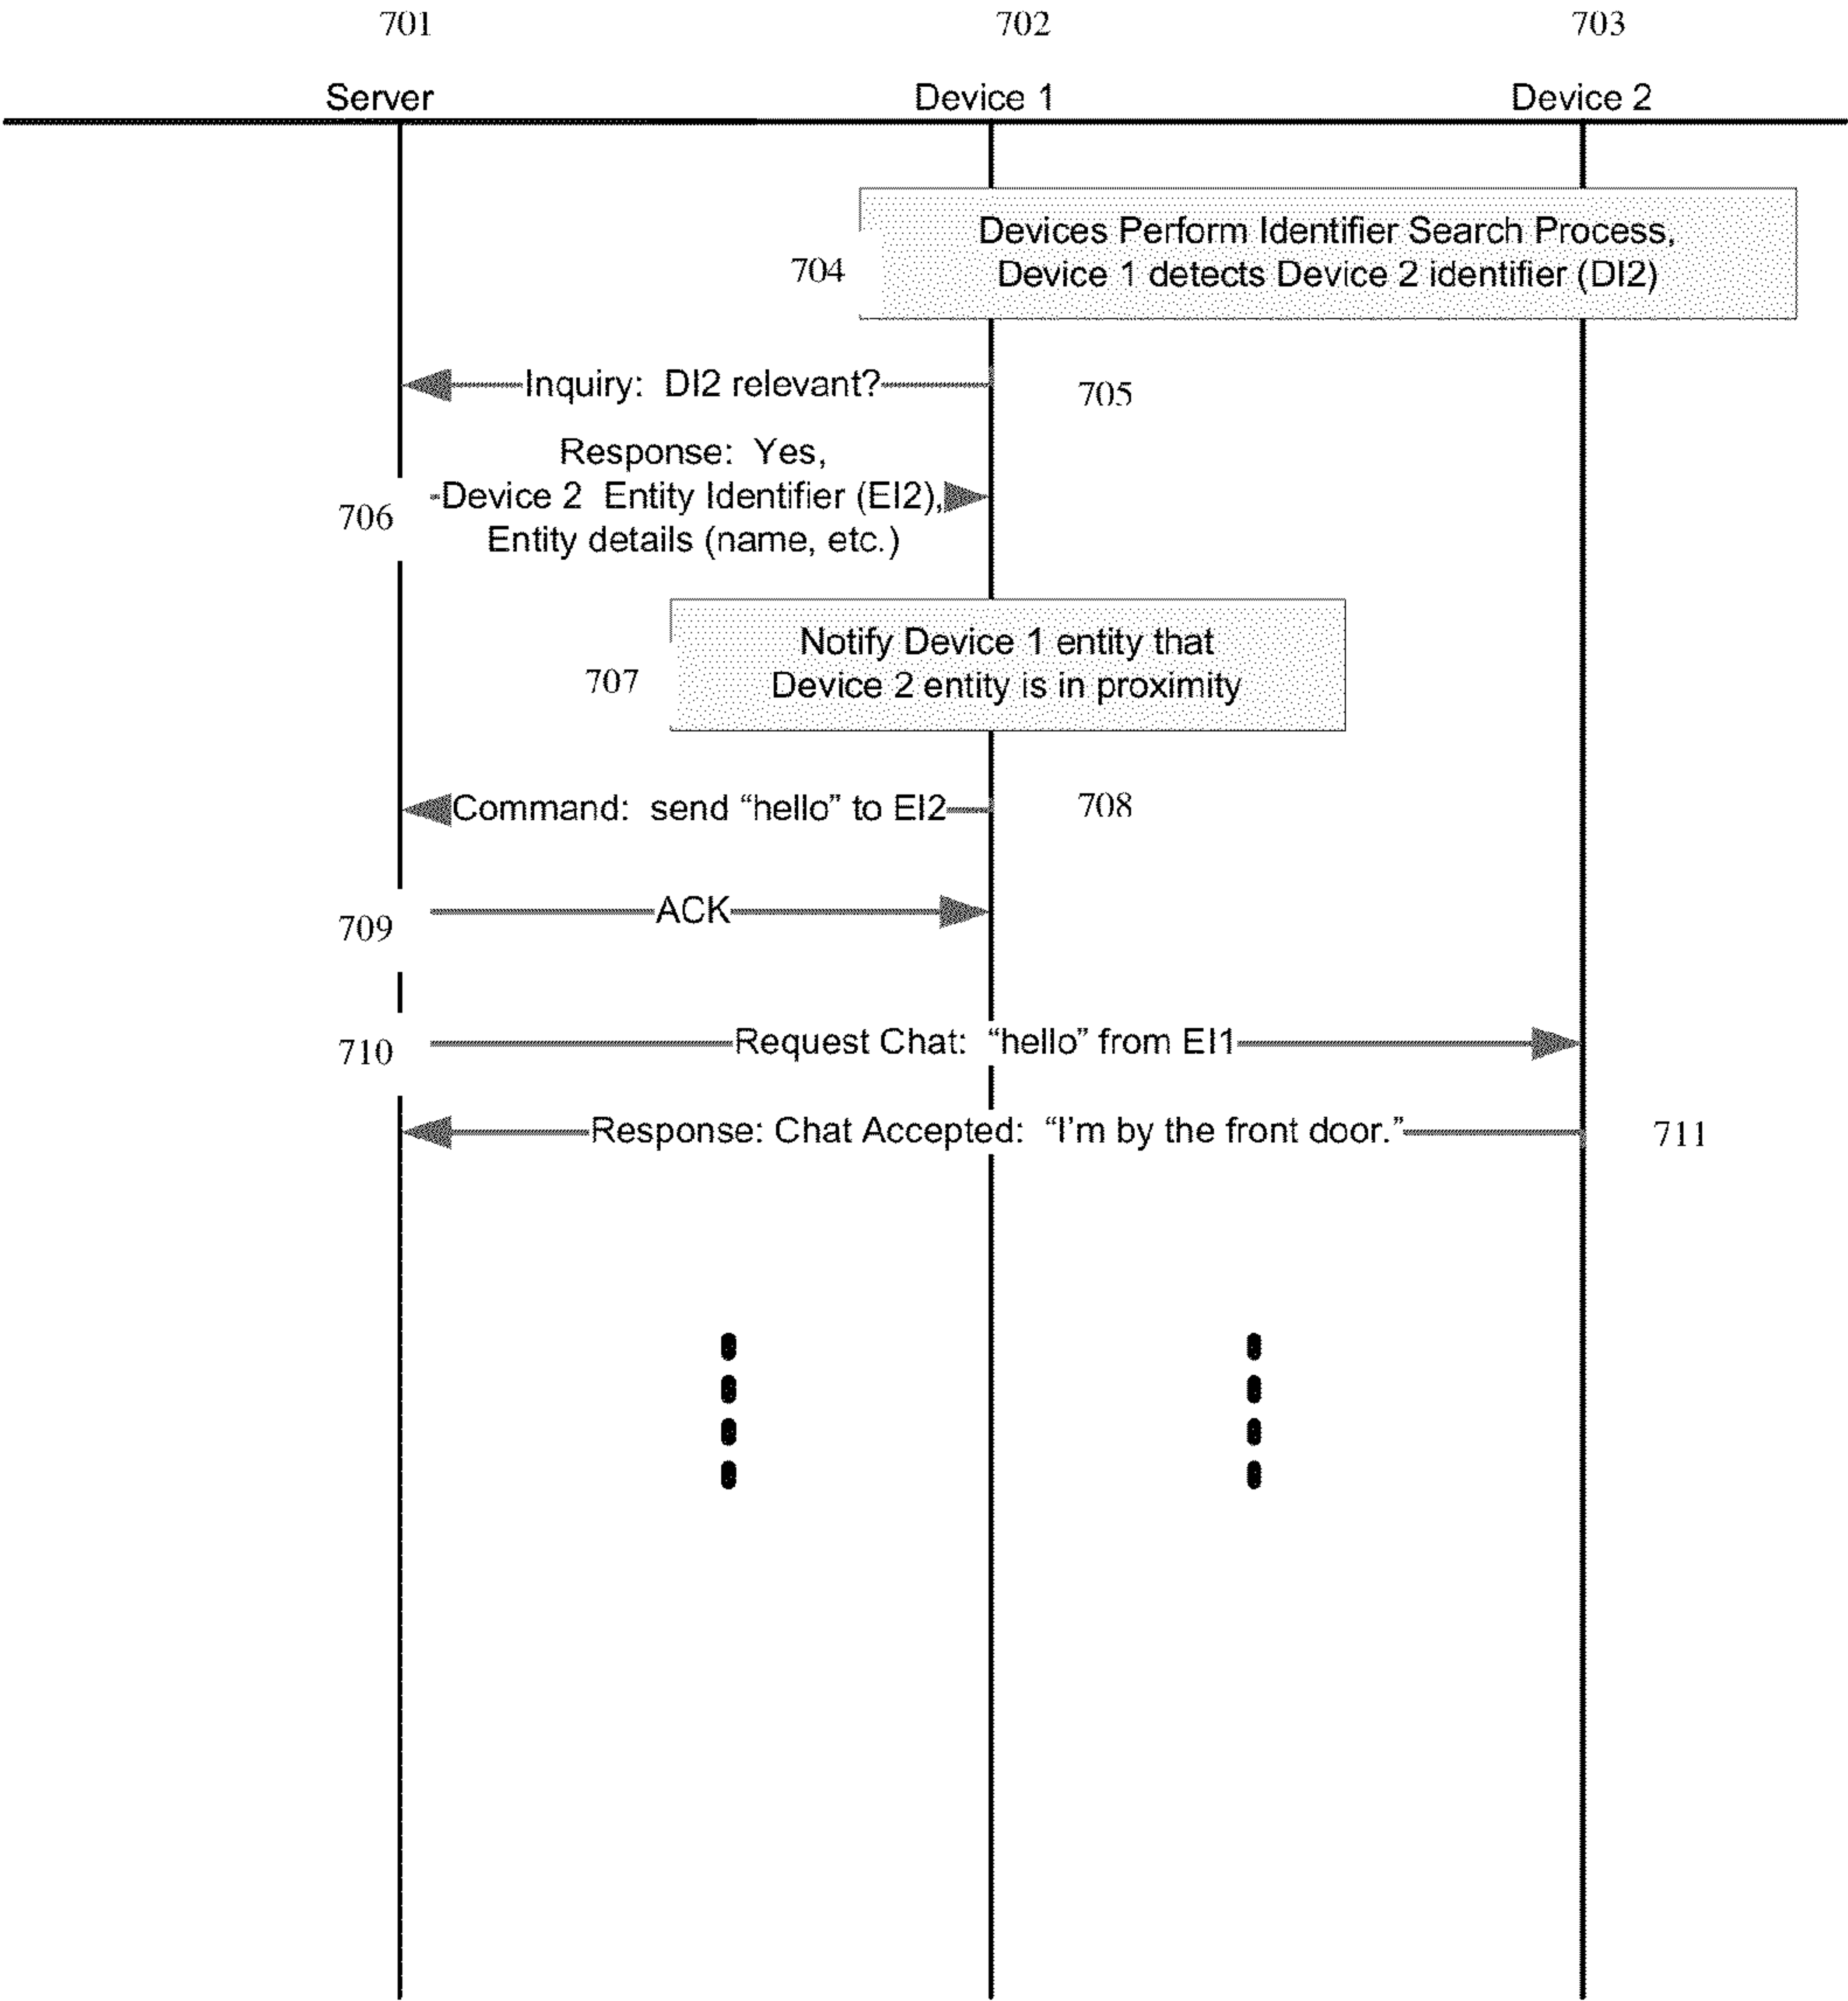 701
702
703
Server
Device 1
Device 2
Devices Perform Identifier Search Process,
Device 1 detects Device 2 identifier (DI2)
704
Inquiry: DI2 relevant?
705
Response: Yes,
Device 2 Entity Identifier (EI2),
Entity details (name, etc.)
706
Notify Device 1 entity that
Device 2 entity is in proximity
707
Command: send “hello” to EI2
708
ACK
709
Request Chat: “hello” from EI1
710
Response: Chat Accepted: “I’m by the front door.”
711